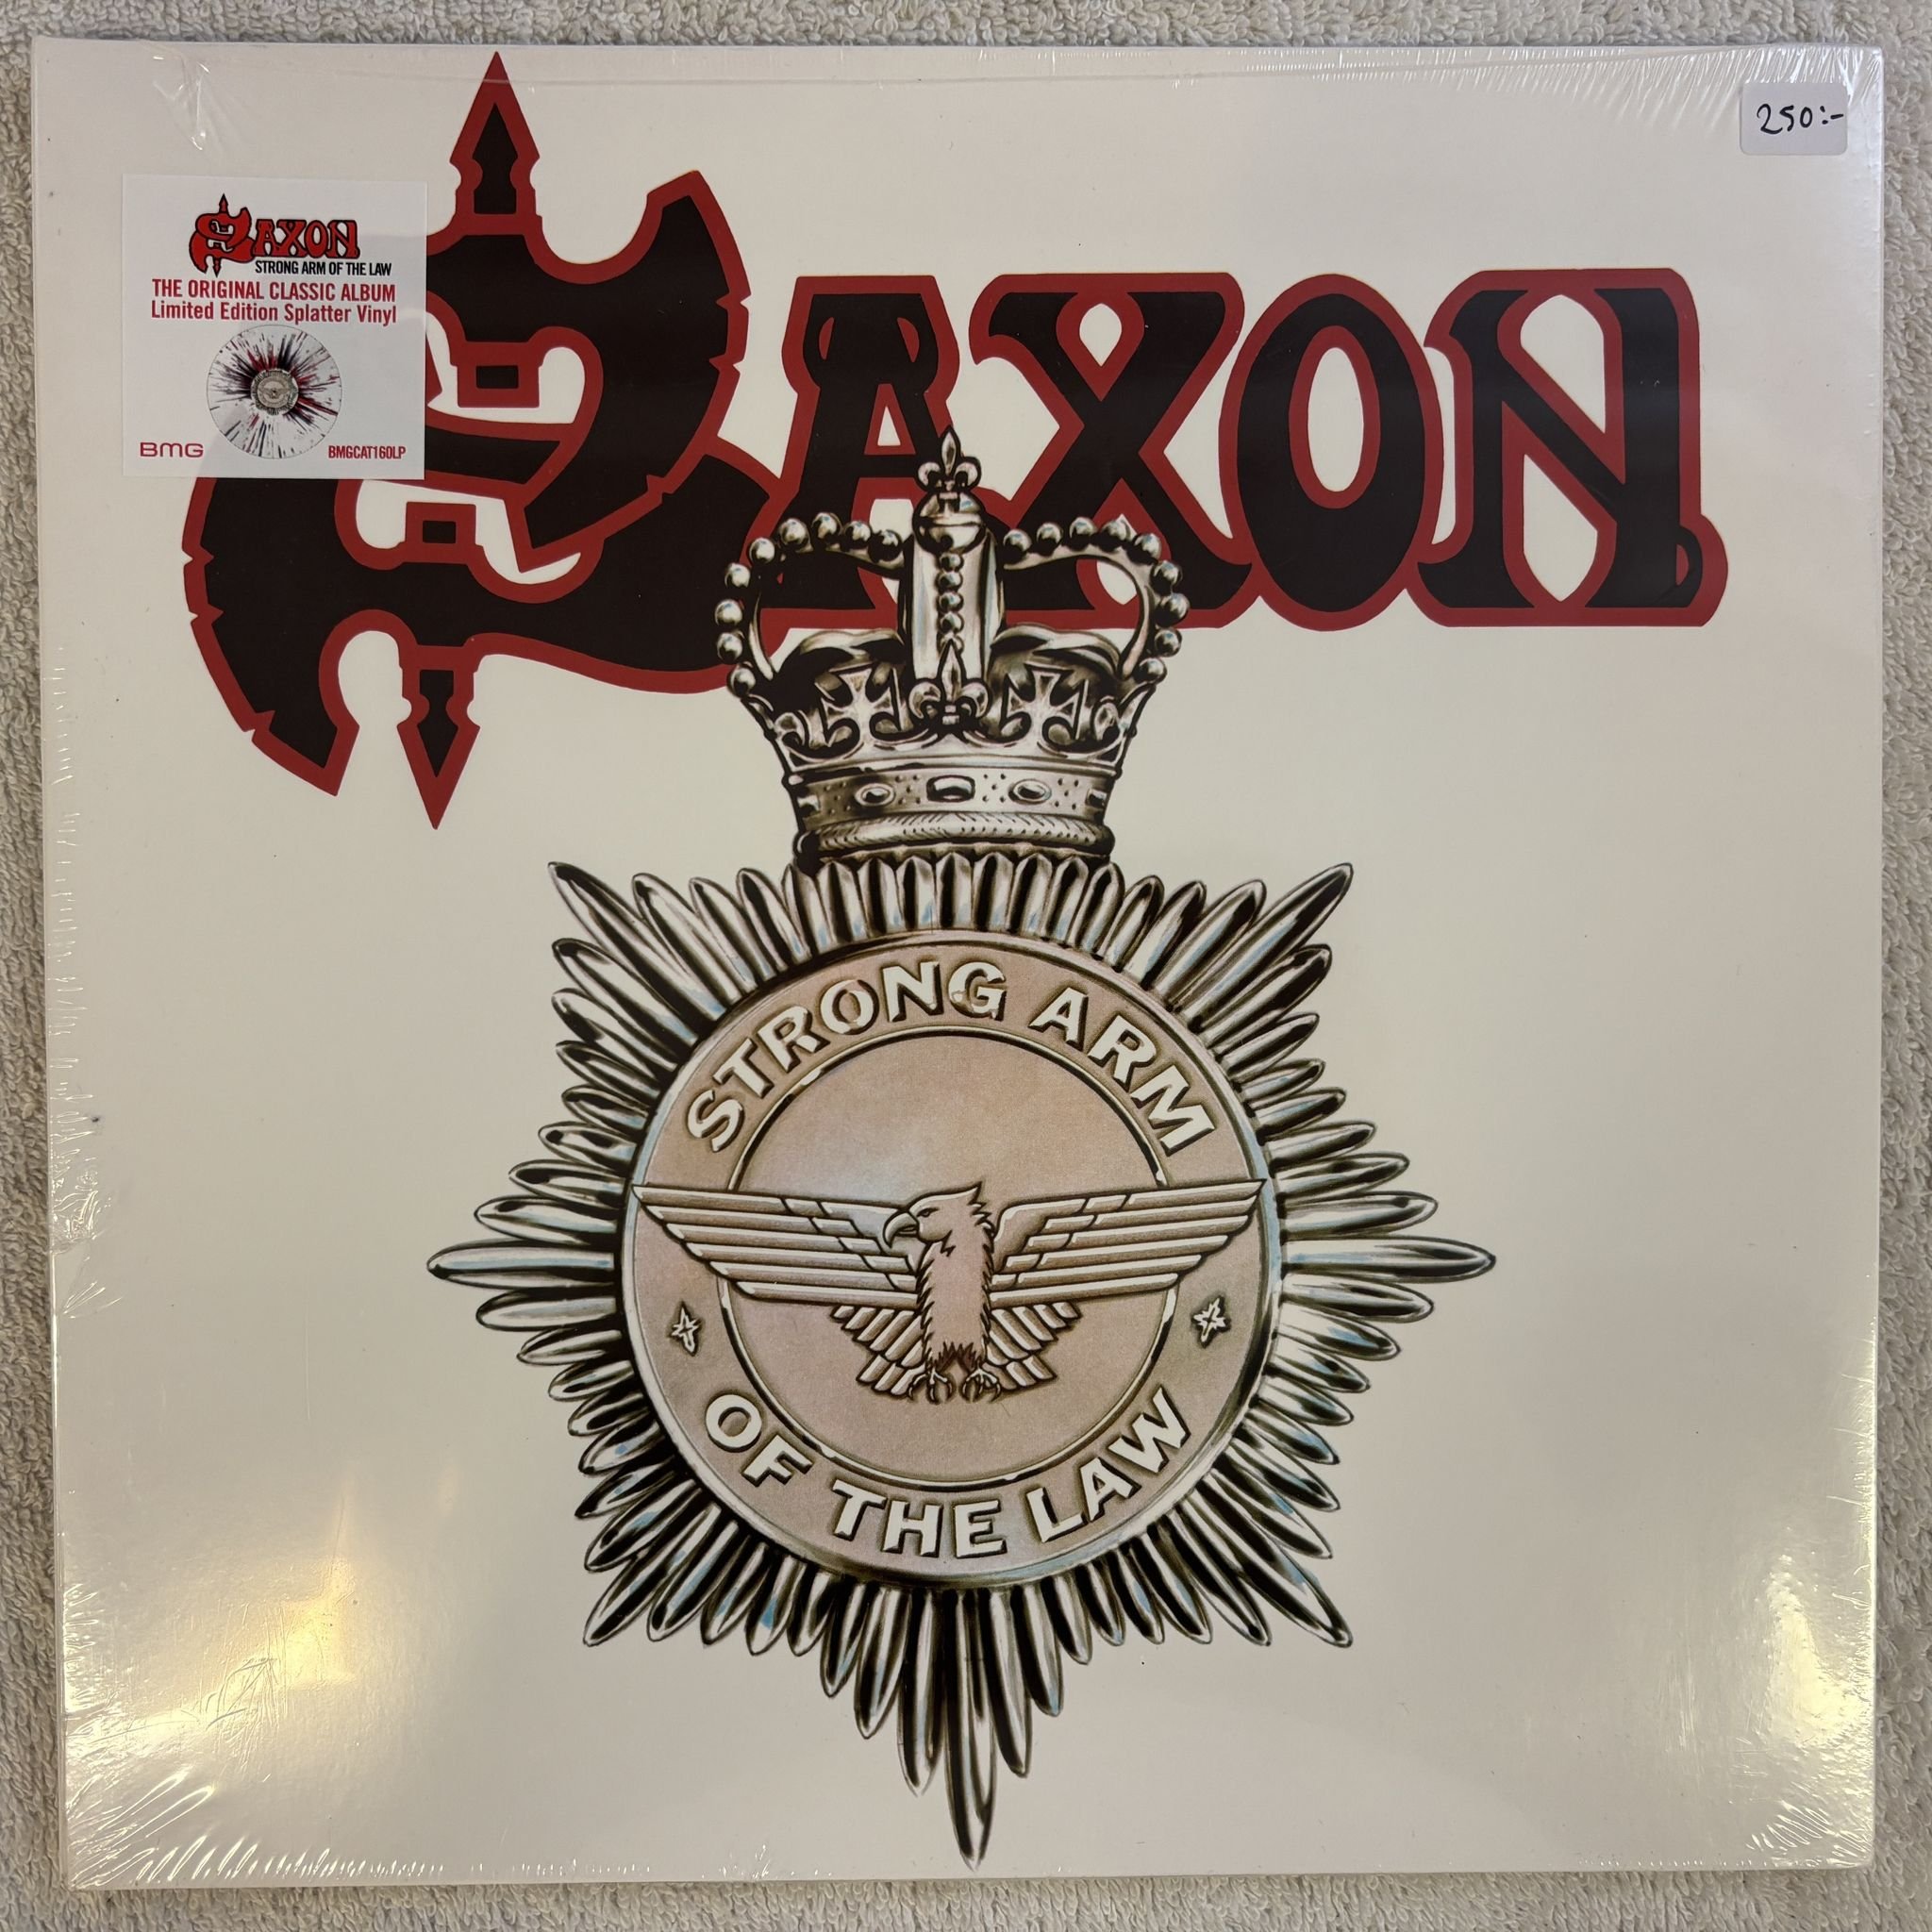 250:-
SAXON
STRONG ARM OF THE LAW
THE ORIGINAL CLASSIC ALBUM
Limited Edition Splatter Vinyl
BMG
BMGCAT160LP
SAXON
STRONG ARM
OF THE LAW